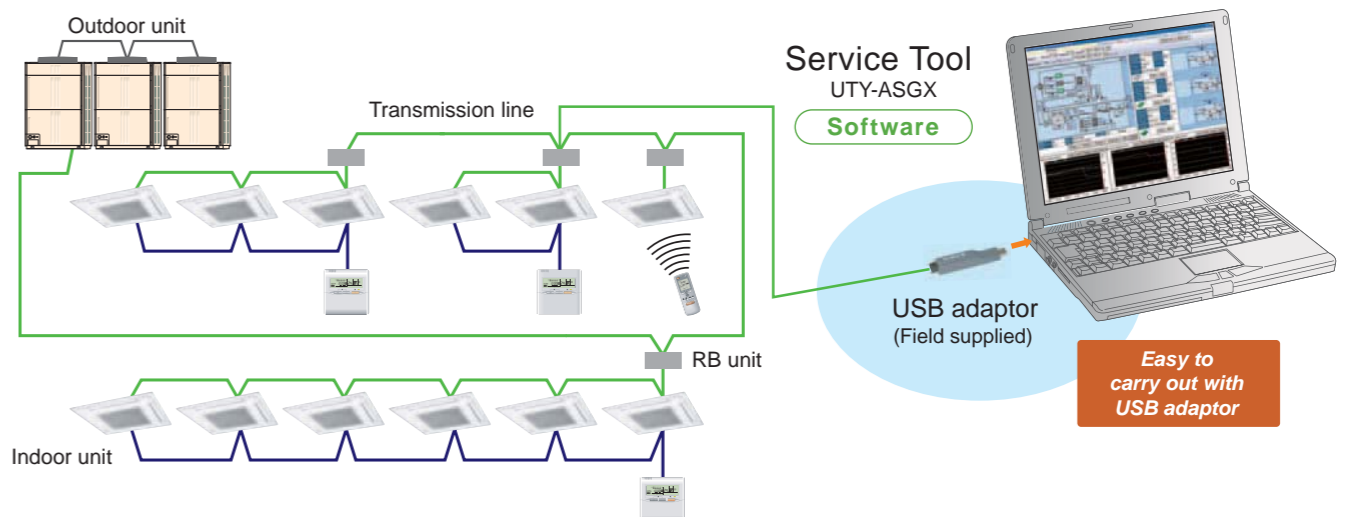 Outdoor unit
Transmission line
Service Tool
UTY-ASGX
Software
USB adaptor
(Field supplied)
Easy to
carry out with
USB adaptor
RB unit
Indoor unit